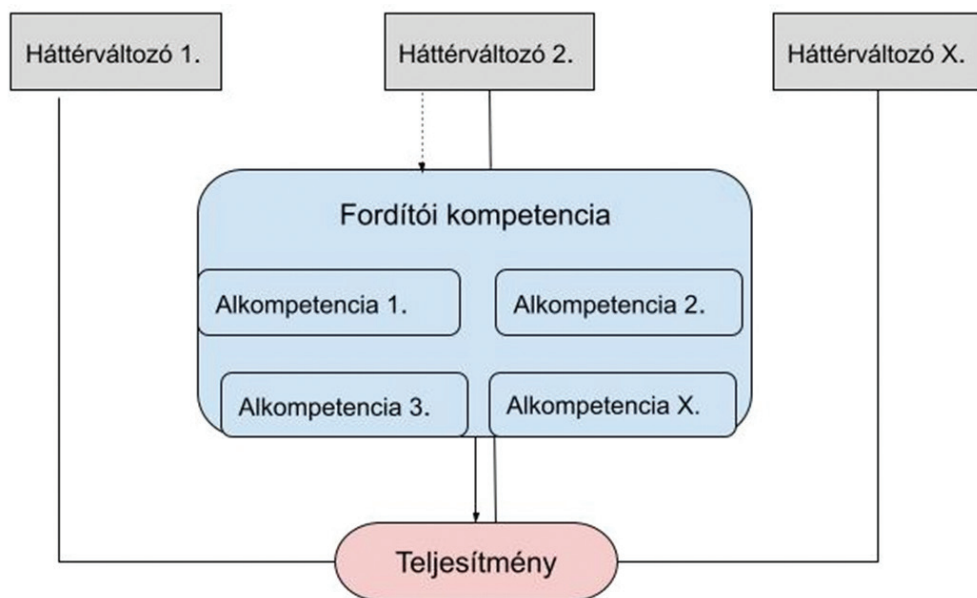 Háttérváltozó 1.
Háttérváltozó 2.
Háttérváltozó X.
Fordítói kompetencia
Alkompetencia 1.
Alkompetencia 2.
Alkompetencia 3.
Alkompetencia X.
Teljesítmény